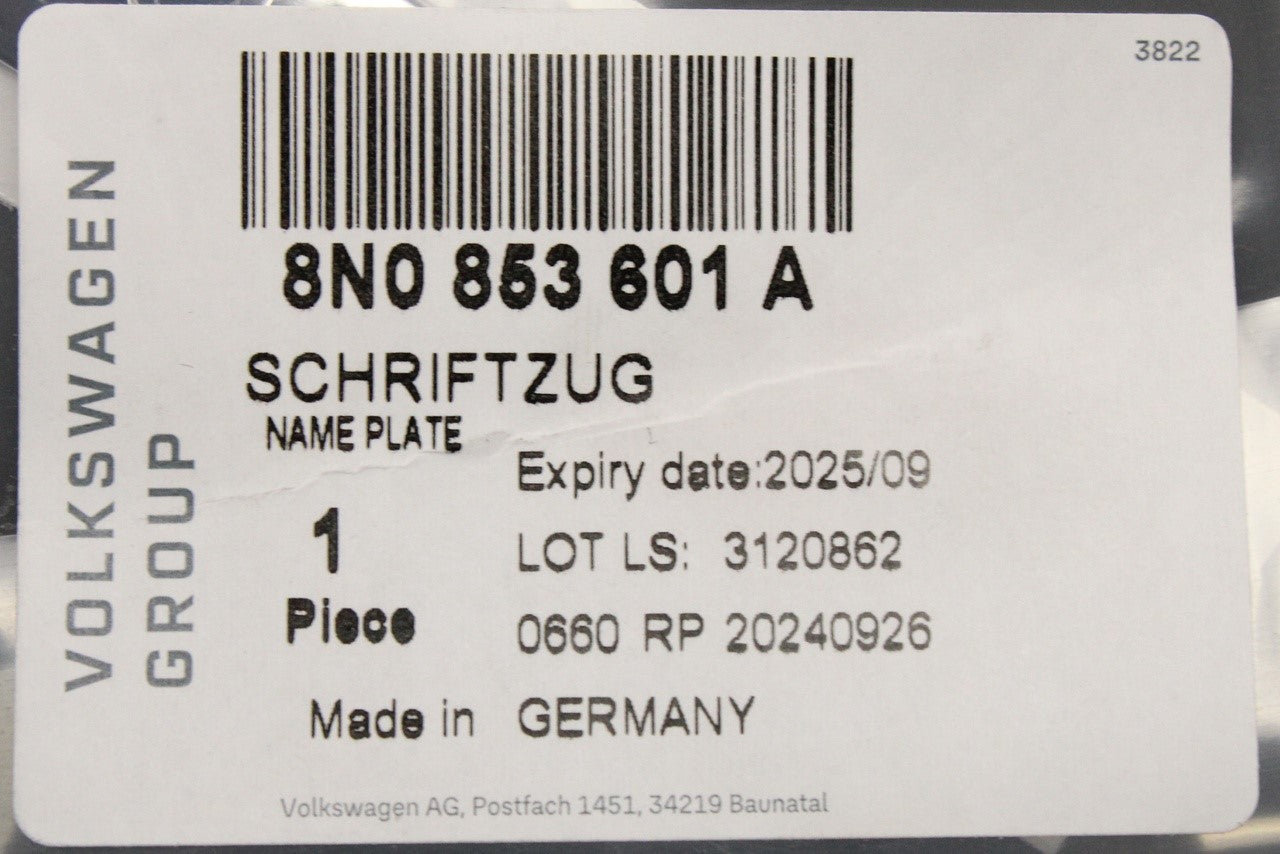 3822
VOLKSWAGEN
GROUP
8N0 853 601 A
SCHRIFTZUG
NAME PLATE
Expiry date:2025/09
1
LOT LS: 3120862
Piece
0660 RP 20240926
Made in GERMANY
Volkswagen AG, Postfach 1451, 34219 Baunatal